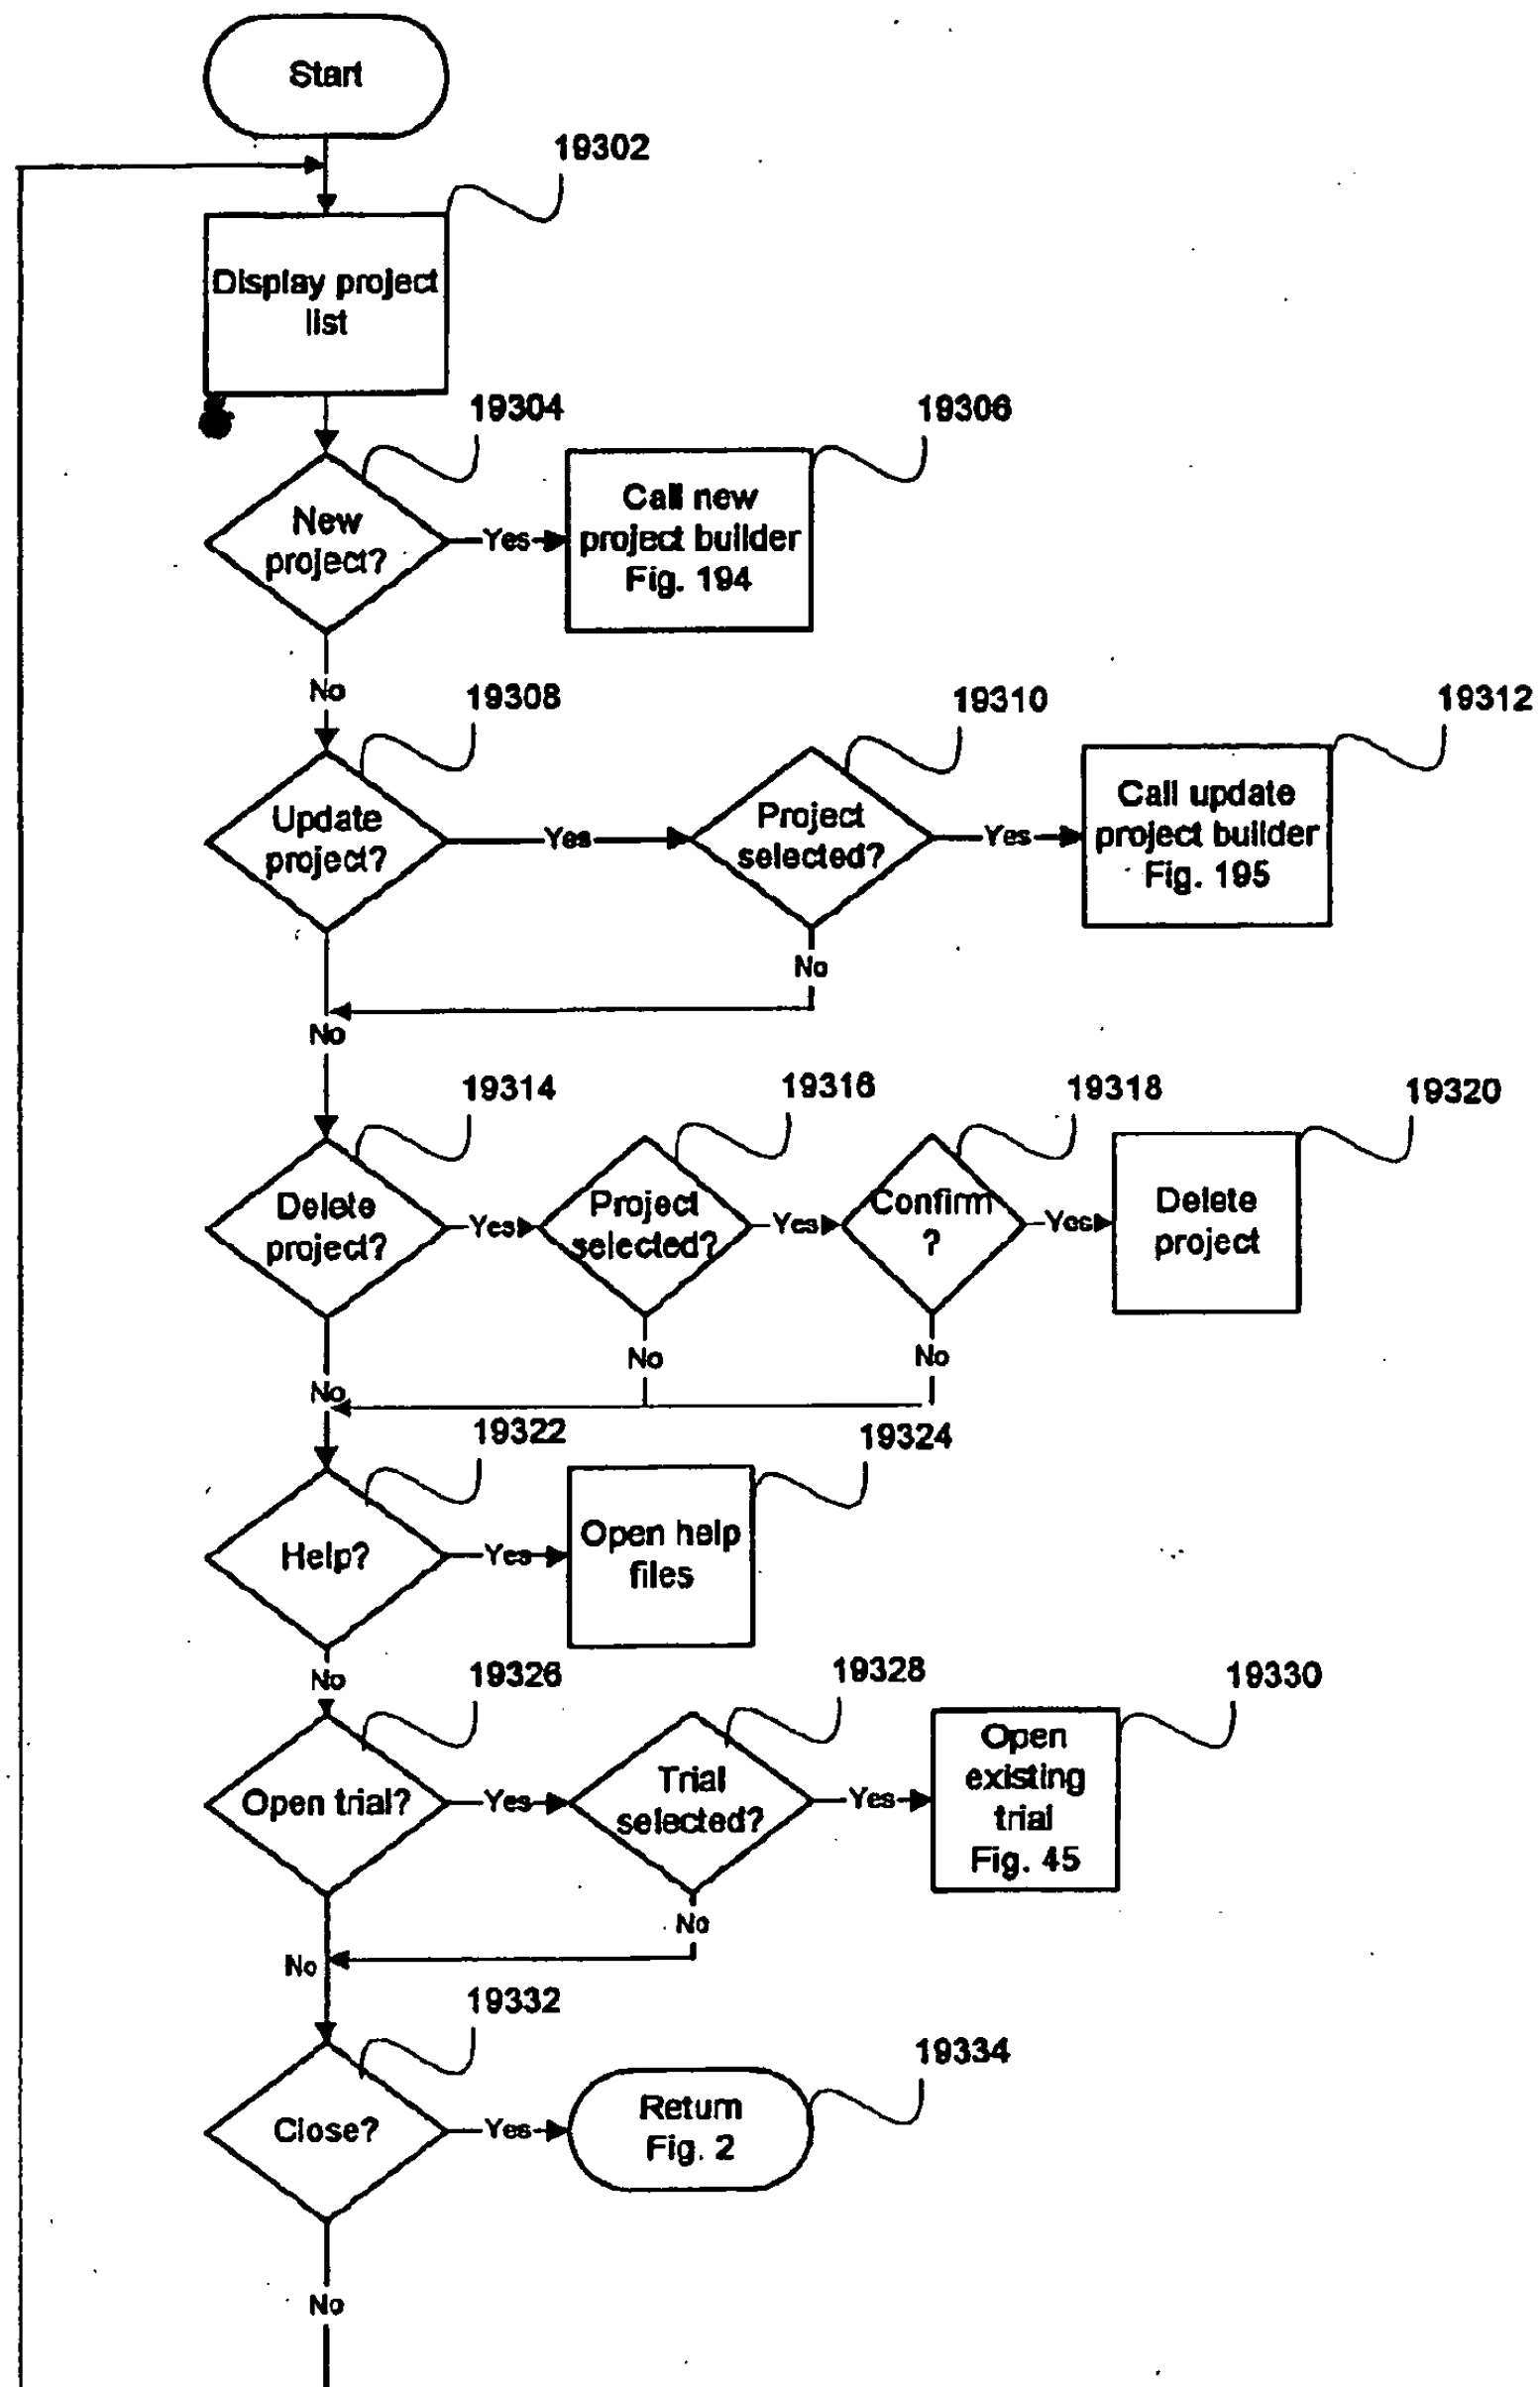 Start
19302
Display project
list
19304
19306
New
project?
Yes
Call new
project builder
Fig. 194
No
19308
19310
19312
Update
project?
Yes
Project
selected?
Yes
Call update
project builder
Fig. 195
No
No
19314
19316
19318
19320
Delete
project?
Yes
Project
selected?
Yes
Confirm
?
Yes
Delete
project
No
No
No
19322
19324
Help?
Yes
Open help
files
No
19326
19328
19330
Open trial?
Yes
Trial
selected?
Yes
Open
existing
trial
Fig. 45
No
No
19332
19334
Close?
Yes
Return
Fig. 2
No